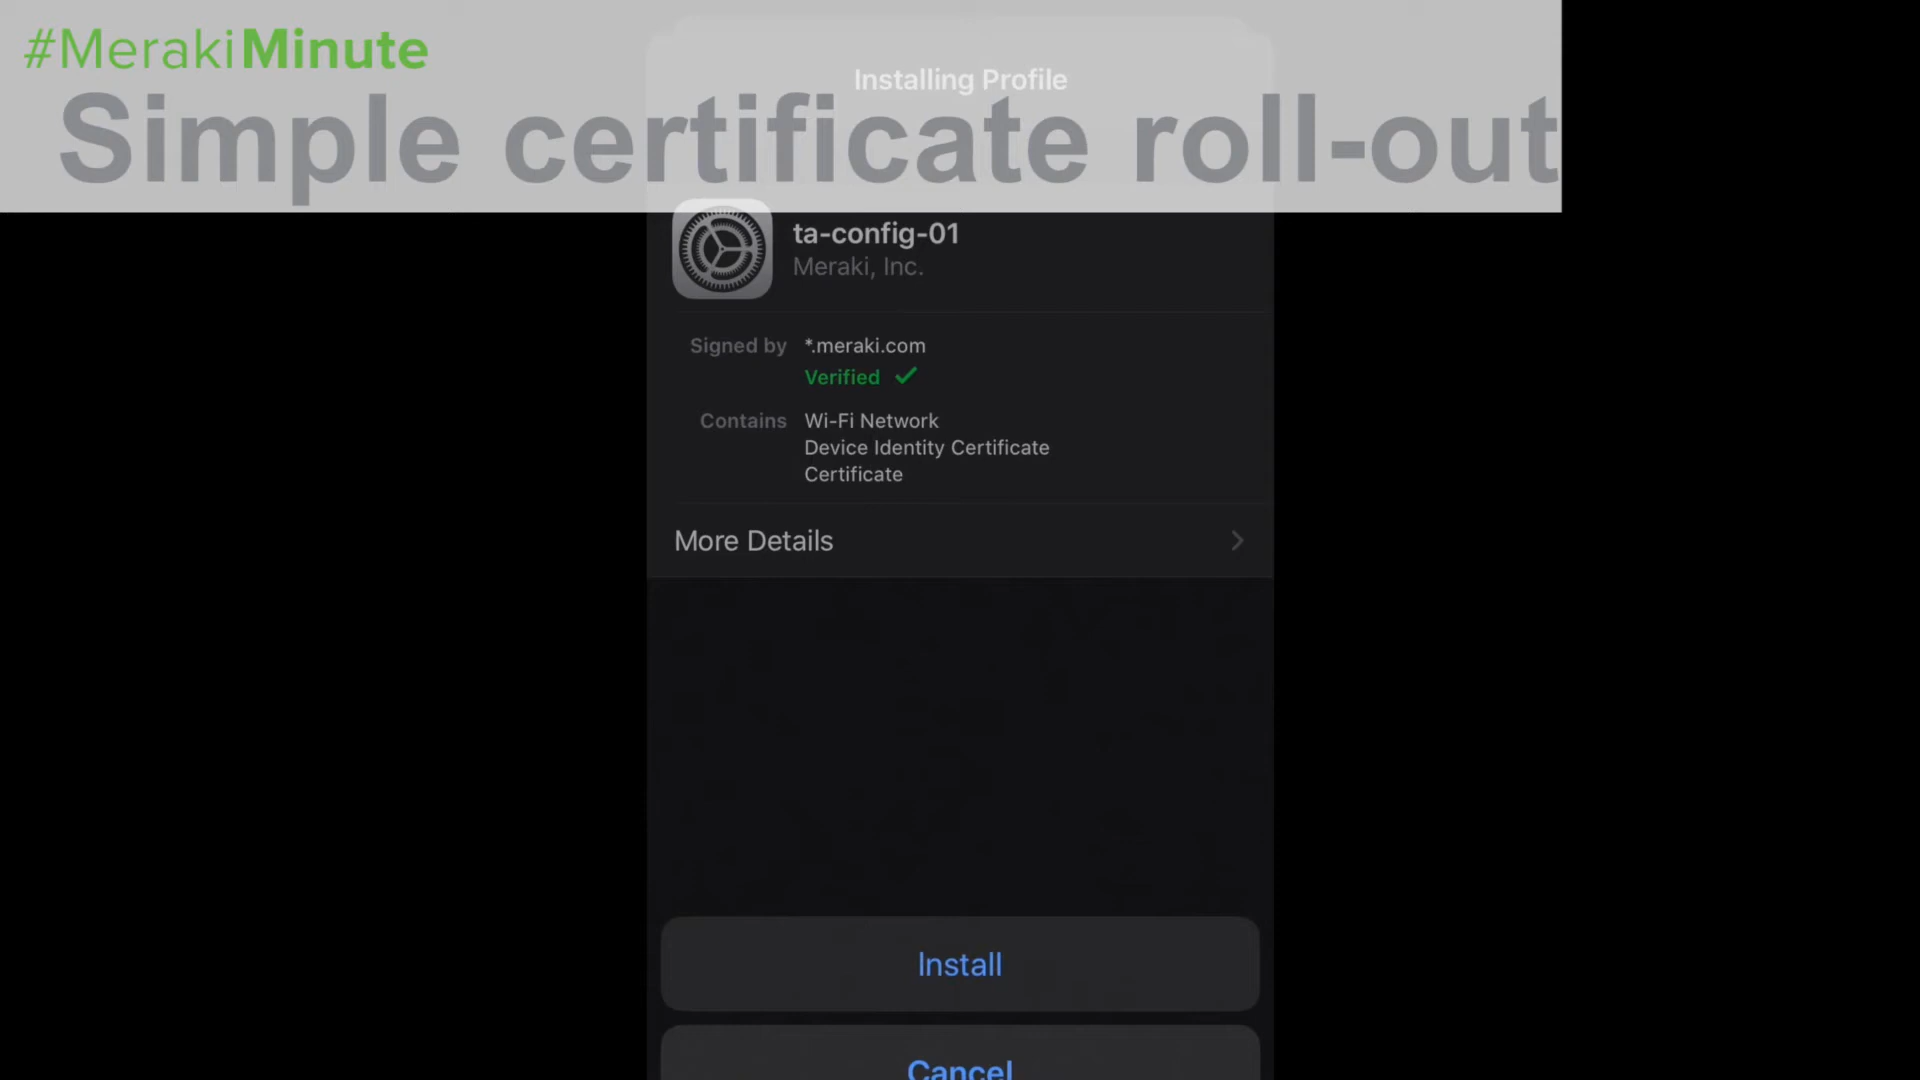 #MerakiMinute
Installing Profile
Simple certificate roll-out
ta-config-01
Meraki, Inc.
Signed by *.meraki.com
Verified ✓
Contains Wi-Fi Network
Device Identity Certificate
Certificate
More Details
Install
Cancel